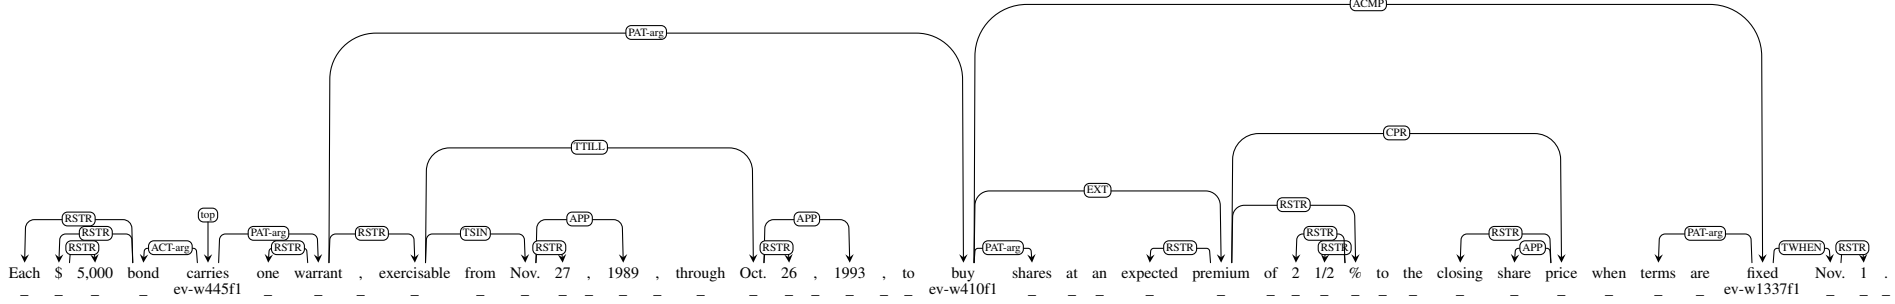 ACMP
PAT-arg
CPR
TTILL
EXT
RSTR
top
RSTR APP APP
RSTR PAT-arg RSTR TSIN RSTR RSTR PAT-arg
RSTR ACT-arg RSTR RSTR RSTR PAT-arg RSTR RSTR APP TWHEN RSTR
Each $ 5,000 bond carries one warrant , exercisable from Nov. 27 , 1989 , through Oct. 26 , 1993 , to buy shares at an expected premium of 2 1/2 % to the closing share price when terms are fixed Nov. 1 .
_ _ _ _ ev-w445f1 _ _ _ _ _ _ _ _ _ _ _ _ _ _ _ _ _ ev-w410f1 _ _ _ _ _ _ _ _ _ _ _ _ _ _ _ _ _ _ ev-w1337f1 _ _ _